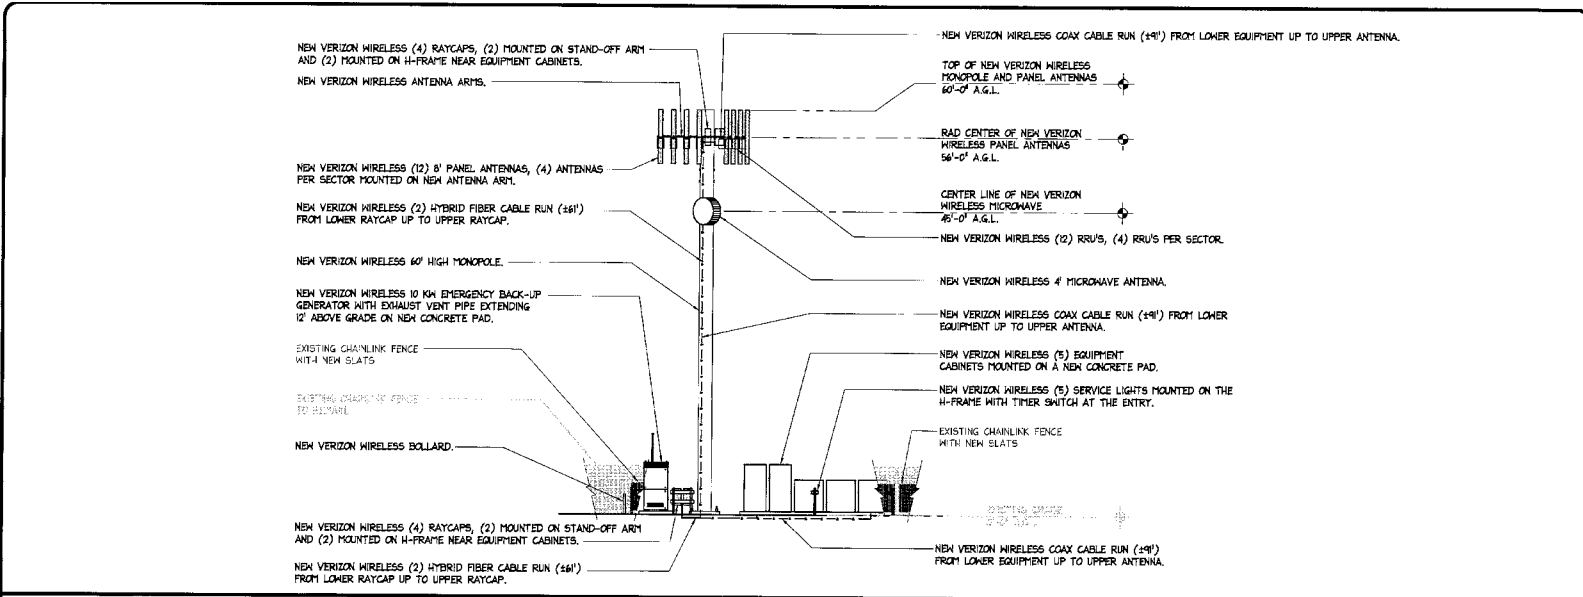 NEW VERIZON WIRELESS (4) RAYCAPS, (2) MOUNTED ON STAND-OFF ARM
AND (2) MOUNTED ON H-FRAME NEAR EQUIPMENT CABINETS.
NEW VERIZON WIRELESS ANTENNA ARMS.
NEW VERIZON WIRELESS (12) 8' PANEL ANTENNAS, (4) ANTENNAS
PER SECTOR MOUNTED ON NEW ANTENNA ARM.
NEW VERIZON WIRELESS (2) HYBRID FIBER CABLE RUN (±61')
FROM LOWER RAYCAP UP TO UPPER RAYCAP.
NEW VERIZON WIRELESS 60' HIGH MONOPOLE.
NEW VERIZON WIRELESS 10 KW EMERGENCY BACK-UP
GENERATOR WITH EXHAUST VENT PIPE EXTENDING
12' ABOVE GRADE ON NEW CONCRETE PAD.
EXISTING CHAINLINK FENCE
WITH NEW SLATS
EXISTING CHAINLINK FENCE
TO REMAIN.
NEW VERIZON WIRELESS BOLLARD.
NEW VERIZON WIRELESS (4) RAYCAPS, (2) MOUNTED ON STAND-OFF ARM
AND (2) MOUNTED ON H-FRAME NEAR EQUIPMENT CABINETS.
NEW VERIZON WIRELESS (2) HYBRID FIBER CABLE RUN (±61')
FROM LOWER RAYCAP UP TO UPPER RAYCAP.
NEW VERIZON WIRELESS COAX CABLE RUN (±91') FROM LOWER EQUIPMENT UP TO UPPER ANTENNA.
TOP OF NEW VERIZON WIRELESS
MONOPOLE AND PANEL ANTENNAS
60'-0" A.G.L.
RAD CENTER OF NEW VERIZON
WIRELESS PANEL ANTENNAS
56'-0" A.G.L.
CENTER LINE OF NEW VERIZON
WIRELESS MICROWAVE
45'-0" A.G.L.
NEW VERIZON WIRELESS (12) RRU'S, (4) RRU'S PER SECTOR.
NEW VERIZON WIRELESS 4' MICROWAVE ANTENNA.
NEW VERIZON WIRELESS COAX CABLE RUN (±91') FROM LOWER
EQUIPMENT UP TO UPPER ANTENNA.
NEW VERIZON WIRELESS (5) EQUIPMENT
CABINETS MOUNTED ON A NEW CONCRETE PAD.
NEW VERIZON WIRELESS (5) SERVICE LIGHTS MOUNTED ON THE
H-FRAME WITH TIMER SWITCH AT THE ENTRY.
EXISTING CHAINLINK FENCE
WITH NEW SLATS
NEW VERIZON WIRELESS COAX CABLE RUN (±91')
FROM LOWER EQUIPMENT UP TO UPPER ANTENNA.